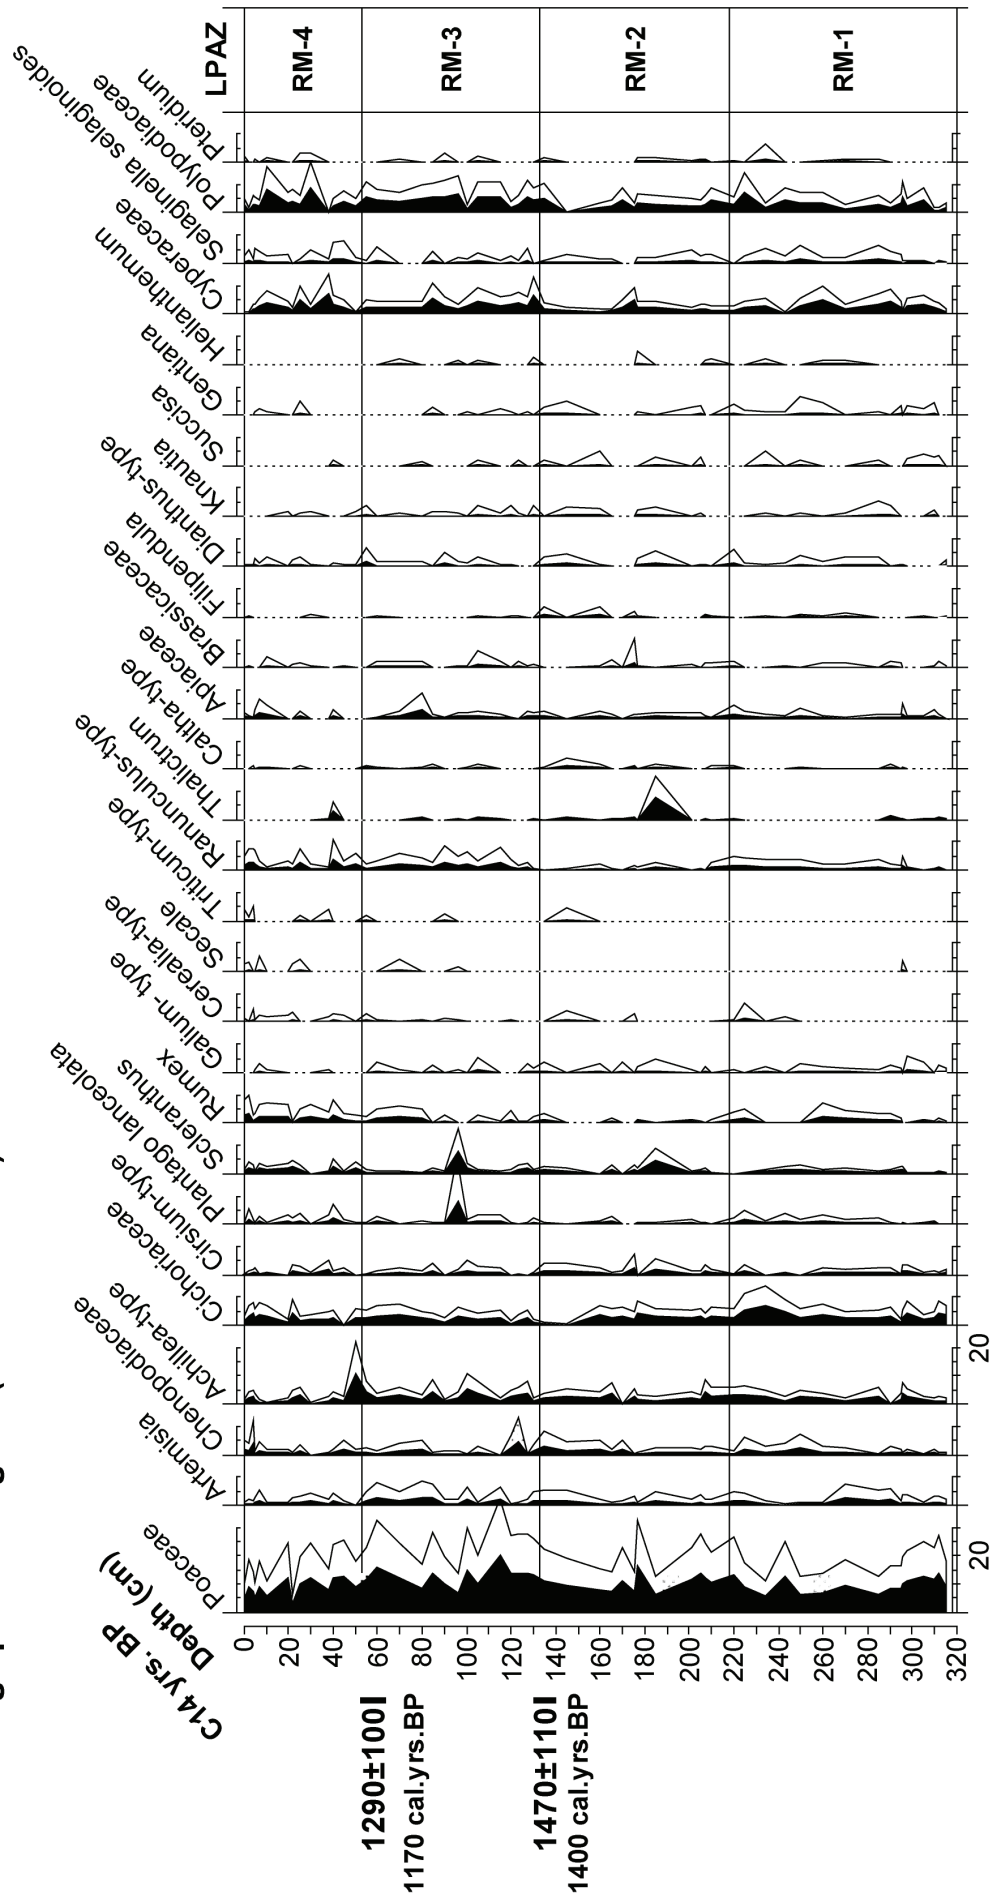 C14 yrs. BP
Depth (cm)
Poaceae
Artemisia
Chenopodiaceae
Achillea-type
Cichoriaceae
Cirsium-type
Plantago lanceolata
Scleranthus
Rumex
Galium- type
Cerealia-type
Secale
Triticum-type
Ranunculus-type
Thalictrum
Caltha-type
Apiaceae
Brassicaceae
Filipendula
Dianthus-type
Knautia
Succisa
Gentiana
Helianthemum
Cyperaceae
Selaginella selaginoides
Polypodiaceae
Pteridium
LPAZ
RM-4
RM-3
RM-2
RM-1
0
20
40
60
80
100
120
140
160
180
200
220
240
260
280
300
320
1290±100I
1170 cal.yrs.BP
1470±110I
1400 cal.yrs.BP
20
20